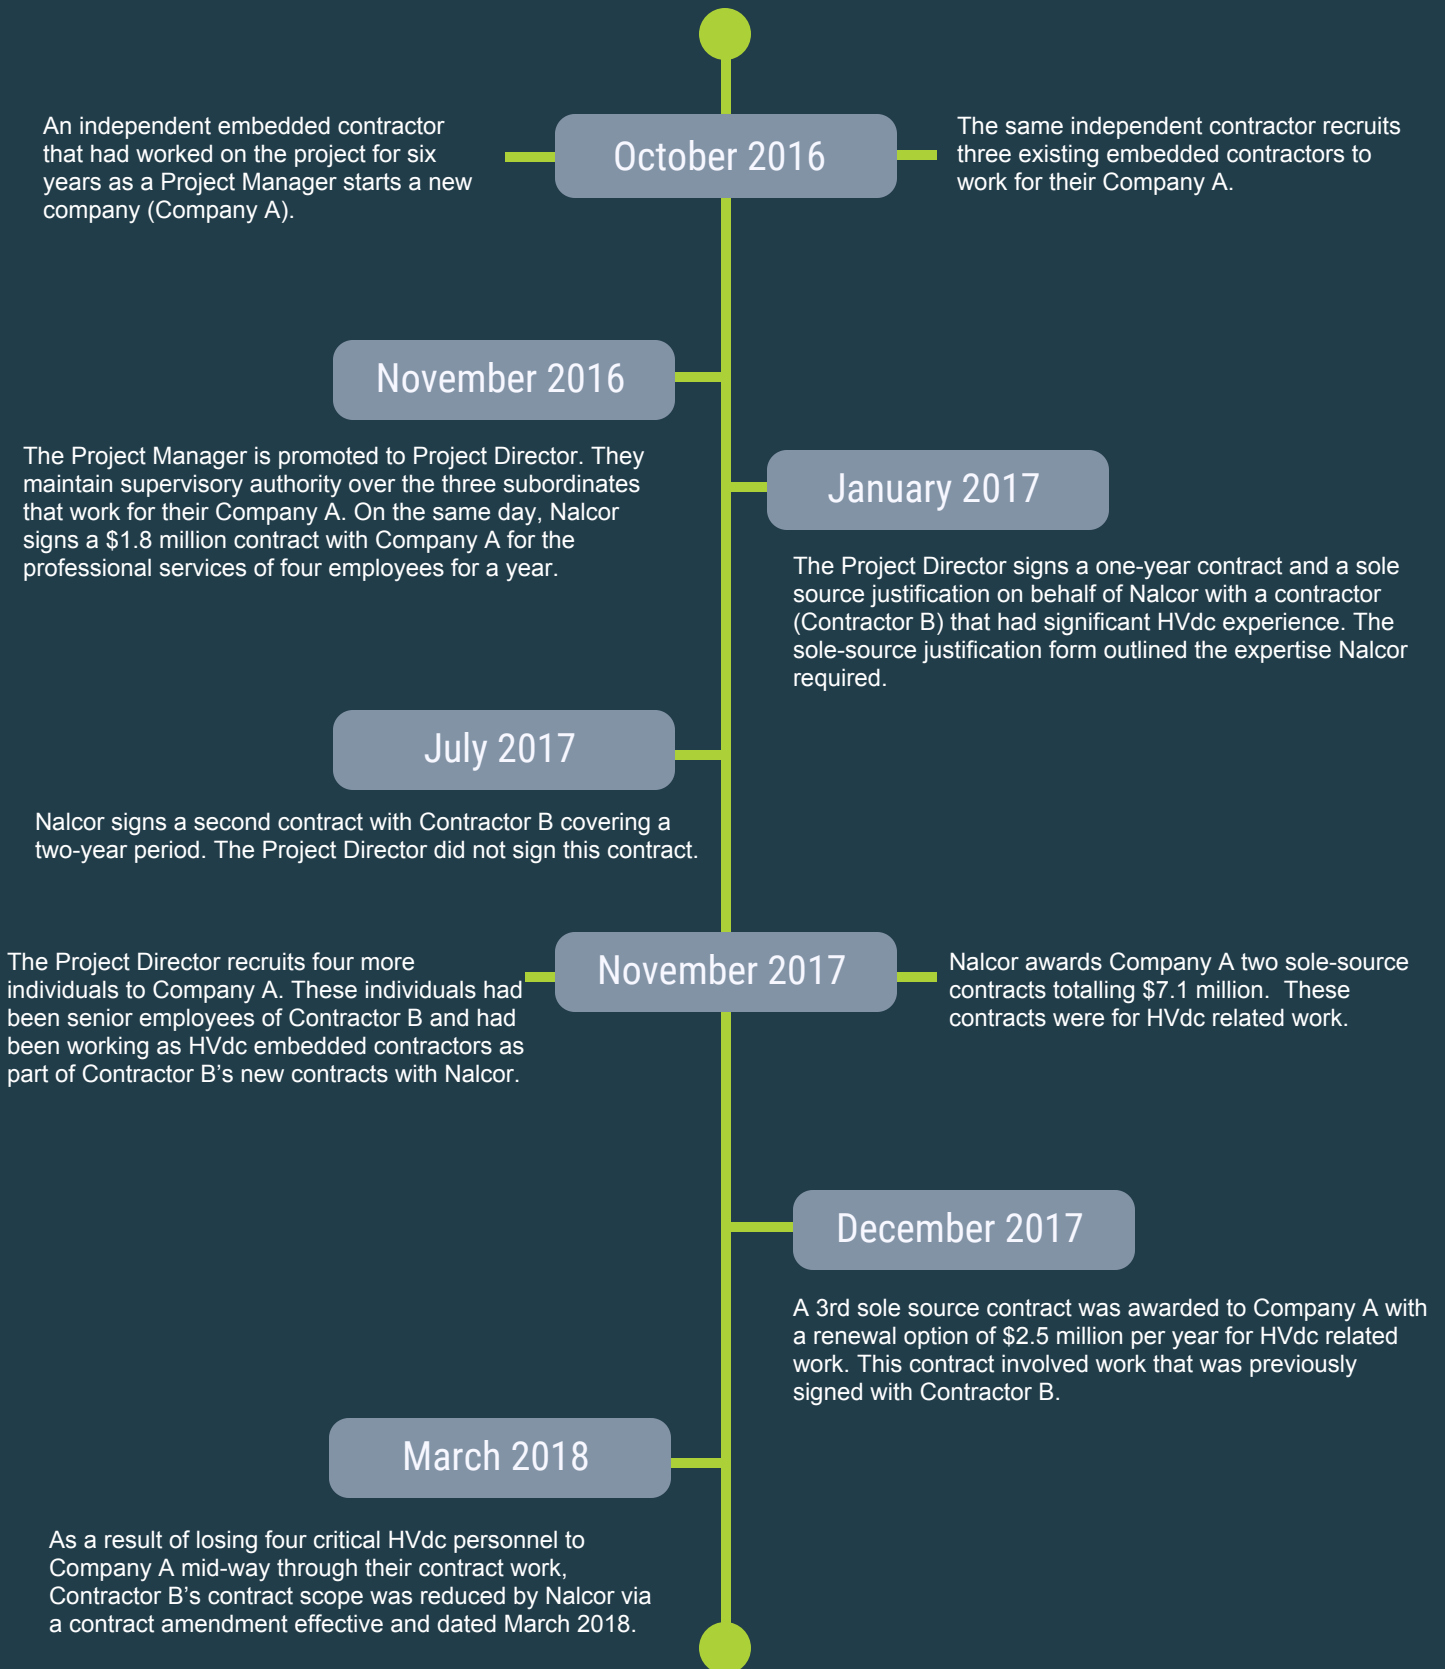 October 2016
An independent embedded contractor
that had worked on the project for six
years as a Project Manager starts a new
company (Company A).
The same independent contractor recruits
three existing embedded contractors to
work for their Company A.
November 2016
The Project Manager is promoted to Project Director. They
maintain supervisory authority over the three subordinates
that work for their Company A. On the same day, Nalcor
signs a $1.8 million contract with Company A for the
professional services of four employees for a year.
January 2017
The Project Director signs a one-year contract and a sole
source justification on behalf of Nalcor with a contractor
(Contractor B) that had significant HVdc experience. The
sole-source justification form outlined the expertise Nalcor
required.
July 2017
Nalcor signs a second contract with Contractor B covering a
two-year period. The Project Director did not sign this contract.
November 2017
The Project Director recruits four more
individuals to Company A. These individuals had
been senior employees of Contractor B and had
been working as HVdc embedded contractors as
part of Contractor B’s new contracts with Nalcor.
Nalcor awards Company A two sole-source
contracts totalling $7.1 million.  These
contracts were for HVdc related work.
December 2017
A 3rd sole source contract was awarded to Company A with
a renewal option of $2.5 million per year for HVdc related
work. This contract involved work that was previously
signed with Contractor B.
March 2018
As a result of losing four critical HVdc personnel to
Company A mid-way through their contract work,
Contractor B’s contract scope was reduced by Nalcor via
a contract amendment effective and dated March 2018.